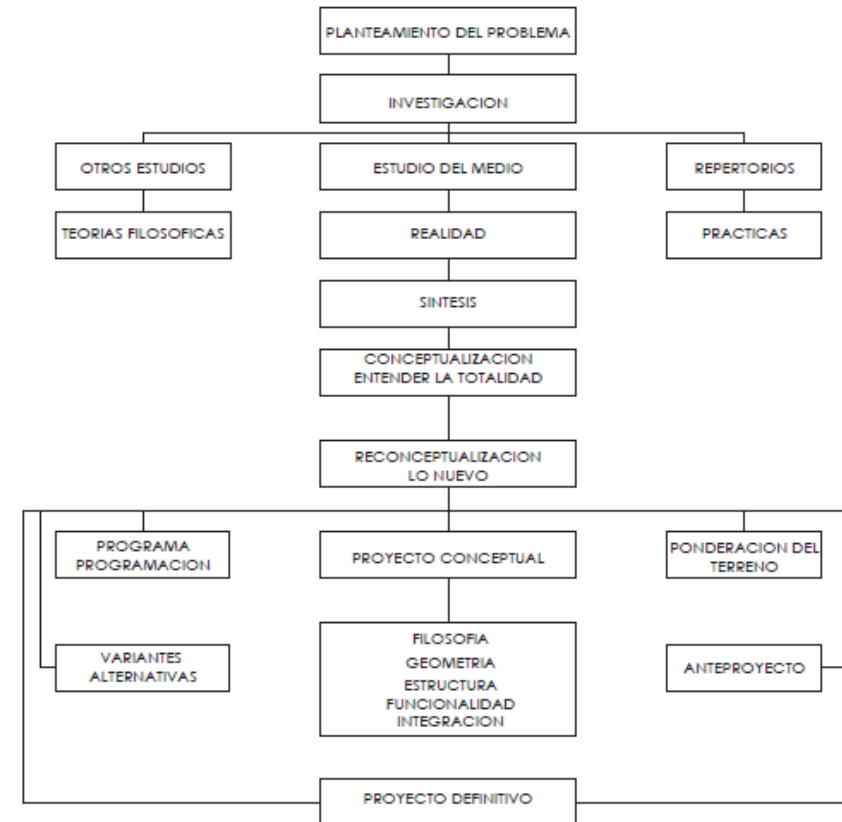 PLANTEAMIENTO DEL PROBLEMA
INVESTIGACION
OTROS ESTUDIOS
ESTUDIO DEL MEDIO
REPERTORIOS
TEORIAS FILOSOFICAS
REALIDAD
PRACTICAS
SINTESIS
CONCEPTUALIZACION
ENTENDER LA TOTALIDAD
RECONCEPTUALIZACION
LO NUEVO
PROGRAMA
PROGRAMACION
PROYECTO CONCEPTUAL
PONDERACION DEL
TERRENO
VARIANTES
ALTERNATIVAS
FILOSOFIA
GEOMETRIA
ESTRUCTURA
FUNCIONALIDAD
INTEGRACION
ANTEPROYECTO
PROYECTO DEFINITIVO